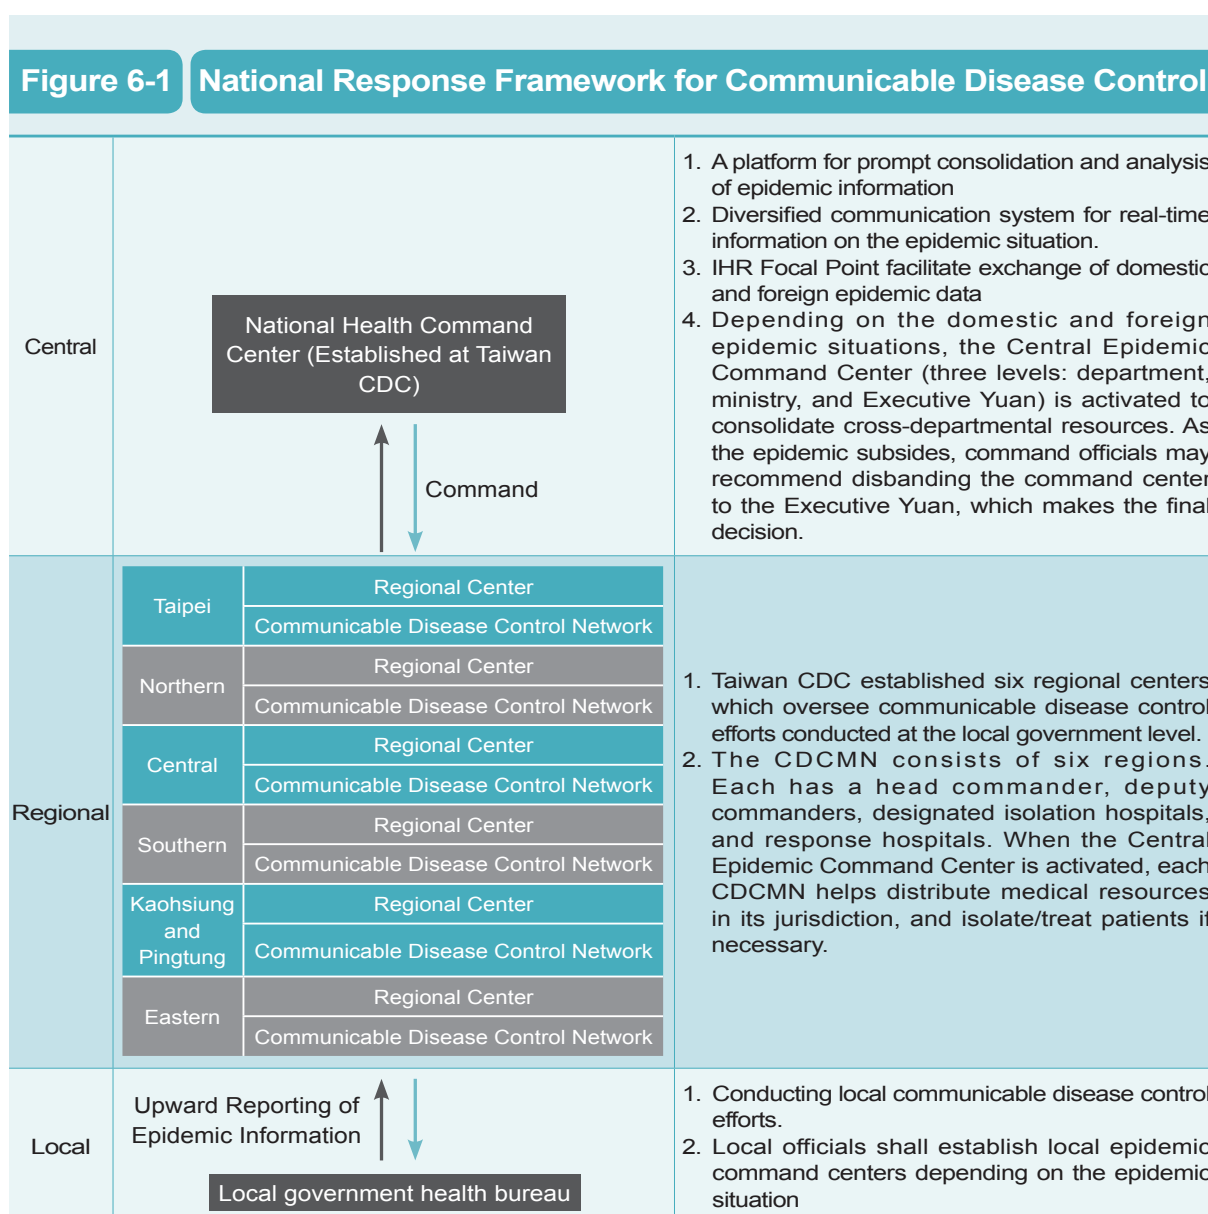 Figure 6-1 National Response Framework for Communicable Disease Control
Central
National Health Command
Center (Established at Taiwan
CDC)
Command
1. A platform for prompt consolidation and analysis
of epidemic information
2. Diversified communication system for real-time
information on the epidemic situation.
3. IHR Focal Point facilitate exchange of domestic
and foreign epidemic data
4. Depending on the domestic and foreign
epidemic situations, the Central Epidemic
Command Center (three levels: department,
ministry, and Executive Yuan) is activated to
consolidate cross-departmental resources. As
the epidemic subsides, command officials may
recommend disbanding the command center
to the Executive Yuan, which makes the final
decision.
Regional
Taipei
Regional Center
Communicable Disease Control Network
Northern
Regional Center
Communicable Disease Control Network
Central
Regional Center
Communicable Disease Control Network
Southern
Regional Center
Communicable Disease Control Network
Kaohsiung
and
Pingtung
Regional Center
Communicable Disease Control Network
Eastern
Regional Center
Communicable Disease Control Network
1. Taiwan CDC established six regional centers
which oversee communicable disease control
efforts conducted at the local government level.
2. The CDCMN consists of six regions.
Each has a head commander, deputy
commanders, designated isolation hospitals,
and response hospitals. When the Central
Epidemic Command Center is activated, each
CDCMN helps distribute medical resources
in its jurisdiction, and isolate/treat patients if
necessary.
Local
Upward Reporting of
Epidemic Information
Local government health bureau
1. Conducting local communicable disease control
efforts.
2. Local officials shall establish local epidemic
command centers depending on the epidemic
situation